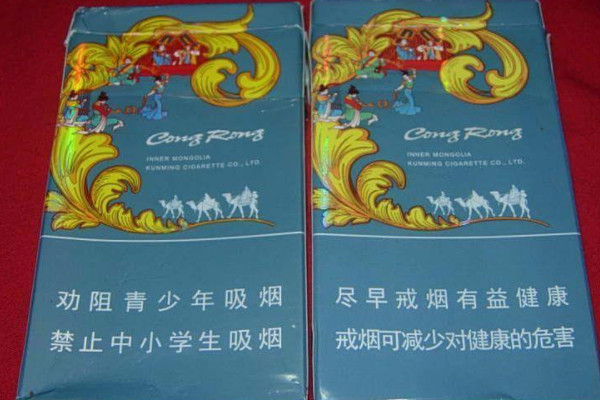 Cong Rong
INNER MONGOLIA
KUNMING CIGARETTE CO., LTD.
劝阻青少年吸烟
禁止中小学生吸烟
Cong Rong
INNER MONGOLIA
KUNMING CIGARETTE CO., LTD.
尽早戒烟有益健康
戒烟可减少对健康的危害